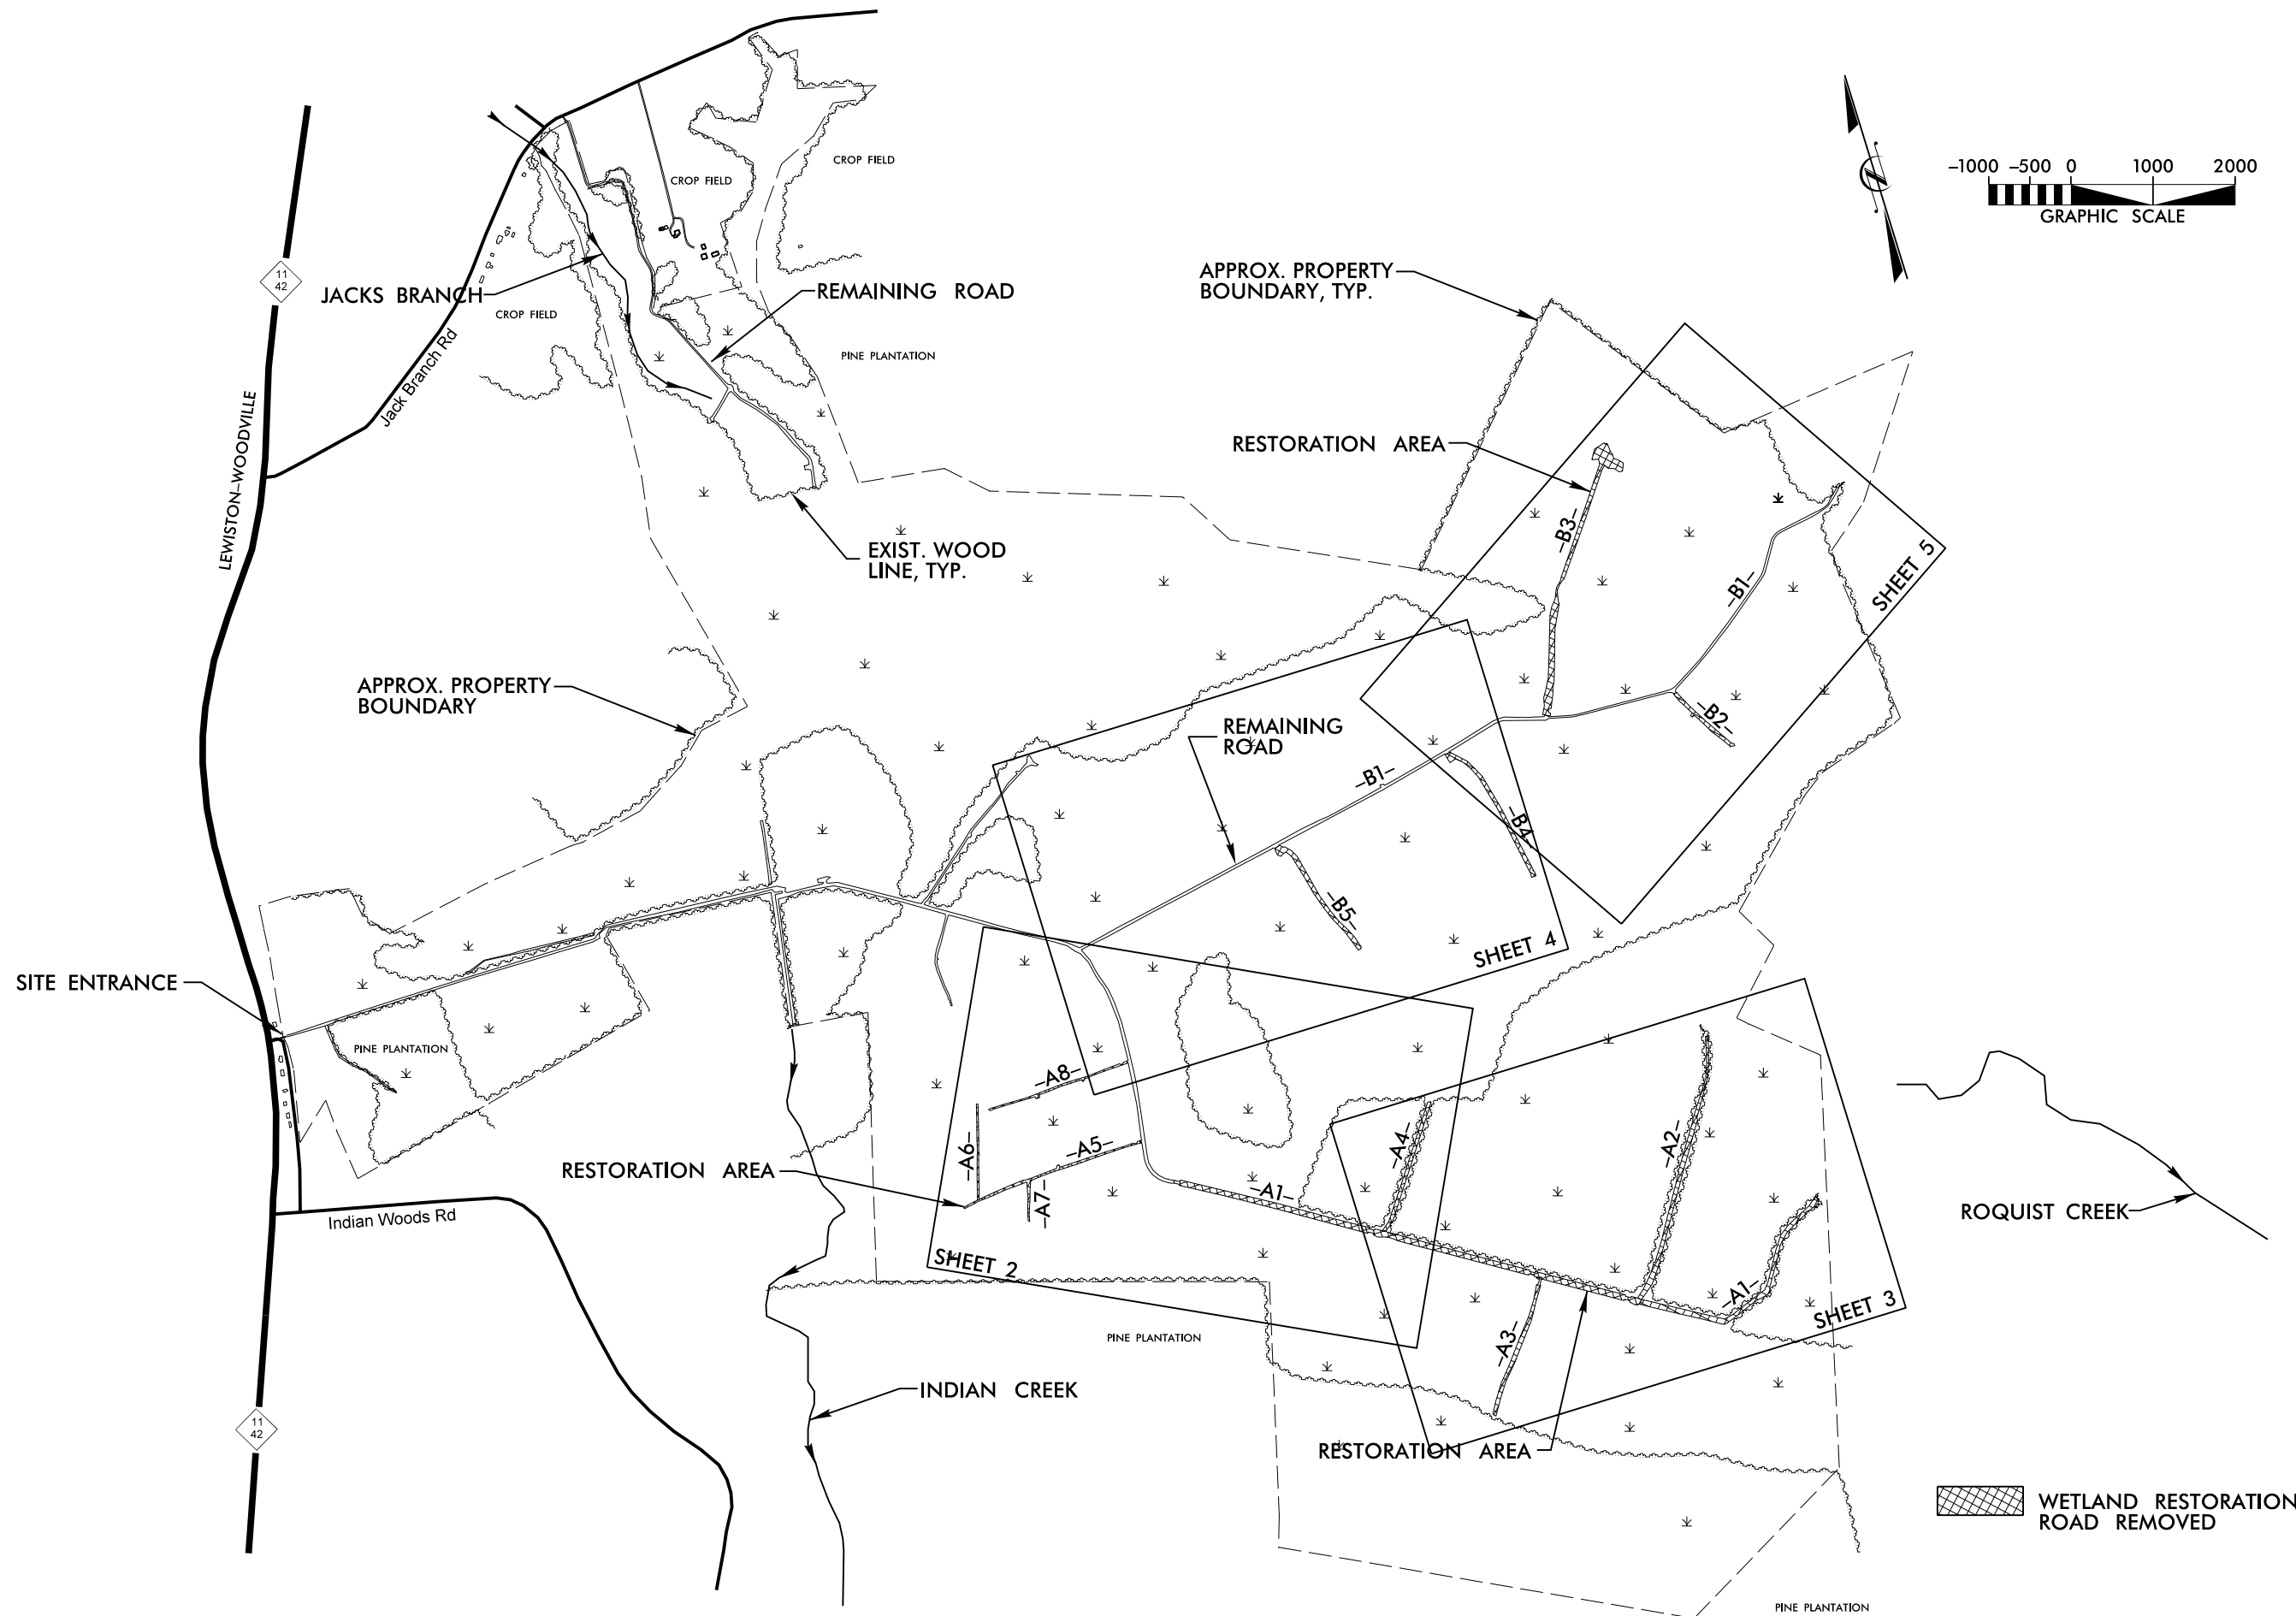 -1000 -500 0 1000 2000
GRAPHIC SCALE
N
CROP FIELD
CROP FIELD
11
42
JACKS BRANCH
REMAINING ROAD
APPROX. PROPERTY
BOUNDARY, TYP.
CROP FIELD
Jack Branch Rd
PINE PLANTATION
LEWISTON-WOODVILLE
RESTORATION AREA
-B3-
EXIST. WOOD
LINE, TYP.
-B1-
SHEET 5
APPROX. PROPERTY
BOUNDARY
REMAINING
ROAD
-B2-
-B1-
-B4-
-B5-
SHEET 4
SITE ENTRANCE
PINE PLANTATION
-A8-
-A6-
-A5-
-A4-
-A2-
RESTORATION AREA
-A7-
-A1-
ROQUIST CREEK
Indian Woods Rd
SHEET 2
-A1-
SHEET 3
PINE PLANTATION
-A3-
INDIAN CREEK
11
42
RESTORATION AREA
WETLAND RESTORATION
ROAD REMOVED
PINE PLANTATION